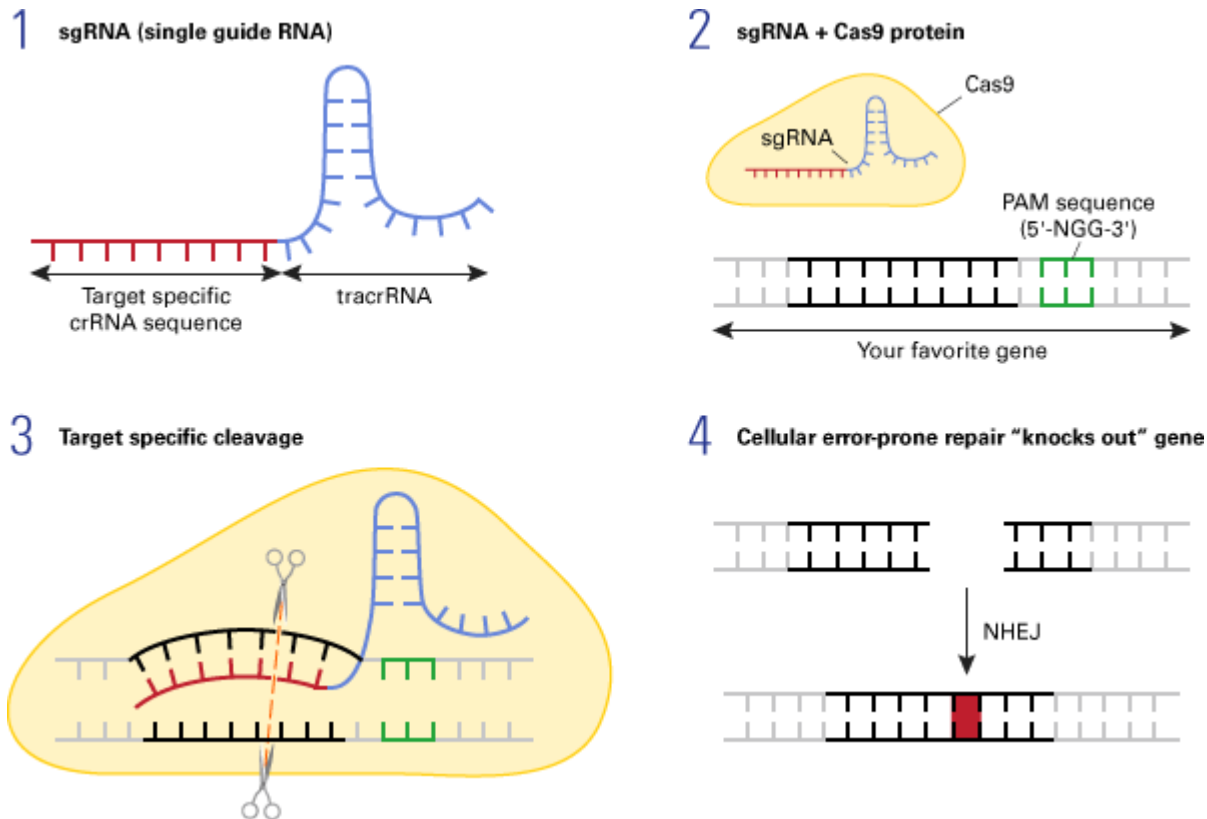 1 sgRNA (single guide RNA)
Target specific
crRNA sequence
tracrRNA
2 sgRNA + Cas9 protein
Cas9
sgRNA
PAM sequence
(5'-NGG-3')
Your favorite gene
3 Target specific cleavage
4 Cellular error-prone repair “knocks out” gene
NHEJ